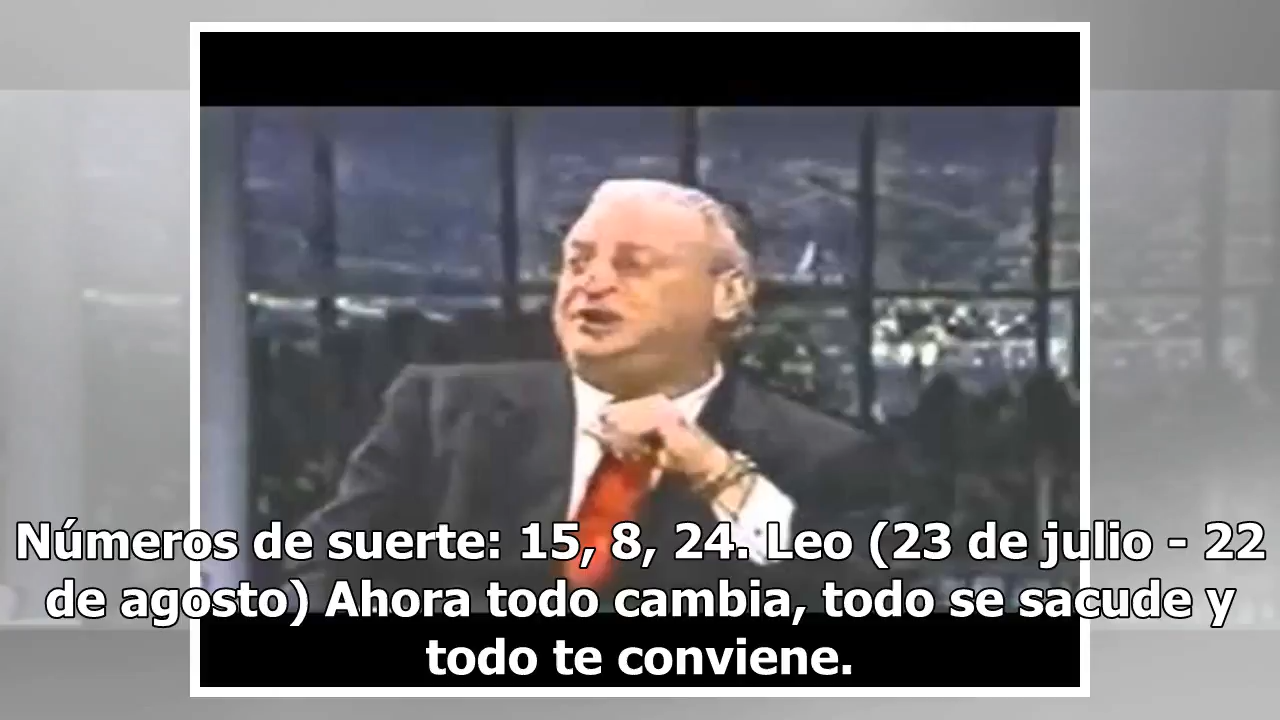 Números de suerte: 15, 8, 24. Leo (23 de julio - 22
de agosto) Ahora todo cambia, todo se sacude y
todo te conviene.